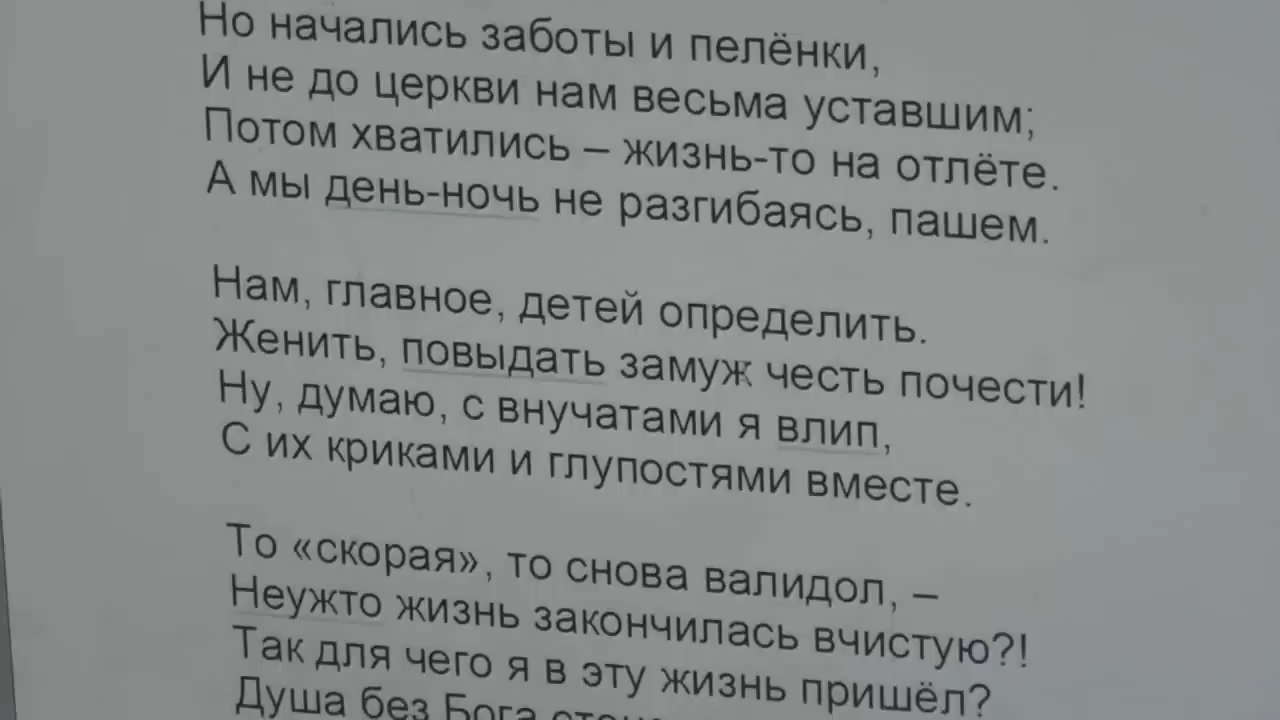 Но начались заботы и пелёнки,
И не до церкви нам весьма уставшим;
Потом хватились – жизнь-то на отлёте.
А мы день-ночь не разгибаясь, пашем.
Нам, главное, детей определить.
Женить, повыдать замуж честь почести!
Ну, думаю, с внучатами я влип,
С их криками и глупостями вместе.
То «скорая», то снова валидол, –
Неужто жизнь закончилась вчистую?!
Так для чего я в эту жизнь пришёл?
Душа без Бога